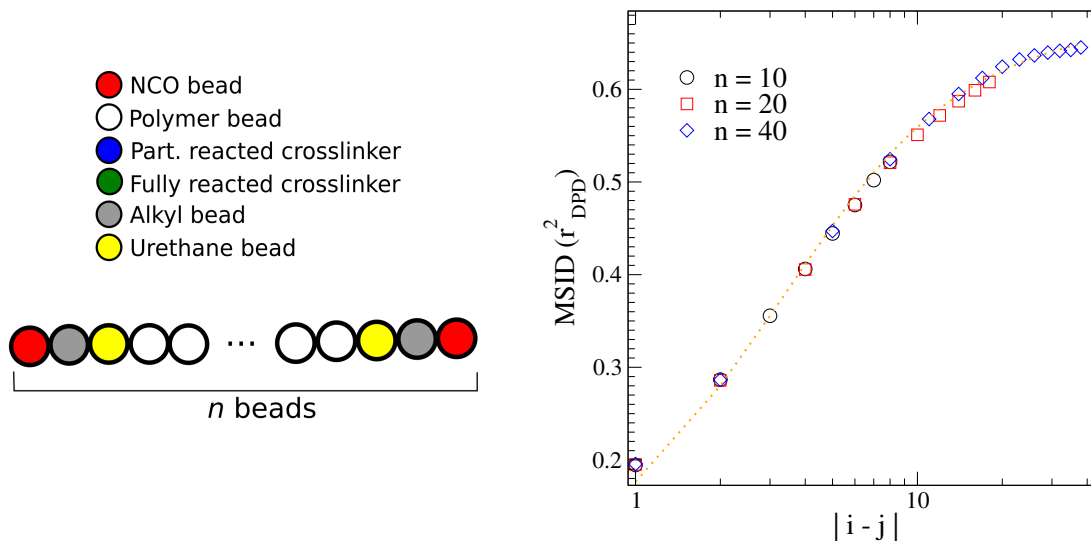 NCO bead
Polymer bead
Part. reacted crosslinker
Fully reacted crosslinker
Alkyl bead
Urethane bead
...
n beads
MSID (r²DPD)
0.6
0.5
0.4
0.3
0.2
n = 10
n = 20
n = 40
1
10
| i - j |